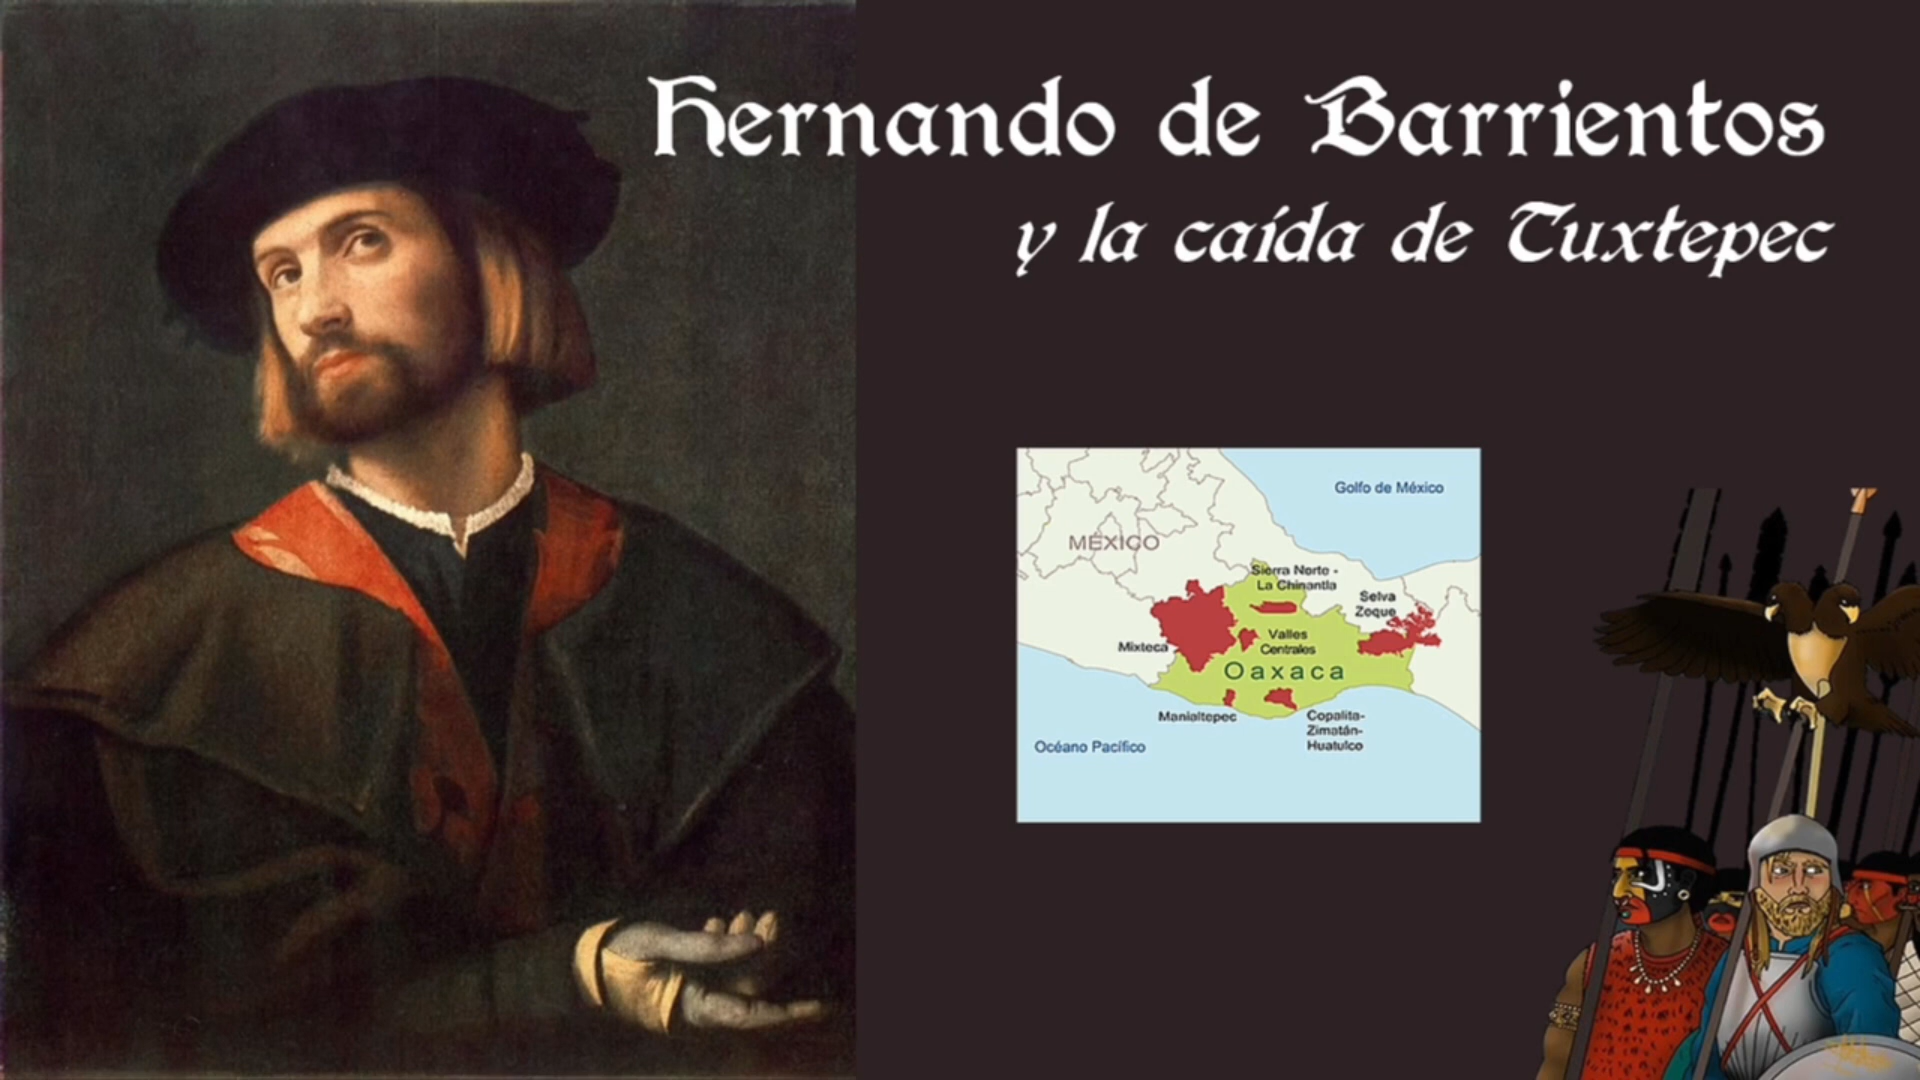 Hernando de Barrientos
y la caída de Tuxtepec
Golfo de México
MÉXICO
Sierra Norte -
La Chinantla
Selva
Zoque
Mixteca
Valles
Centrales
Oaxaca
Manialtepec
Copalita-
Zimatán-
Huatulco
Océano Pacífico